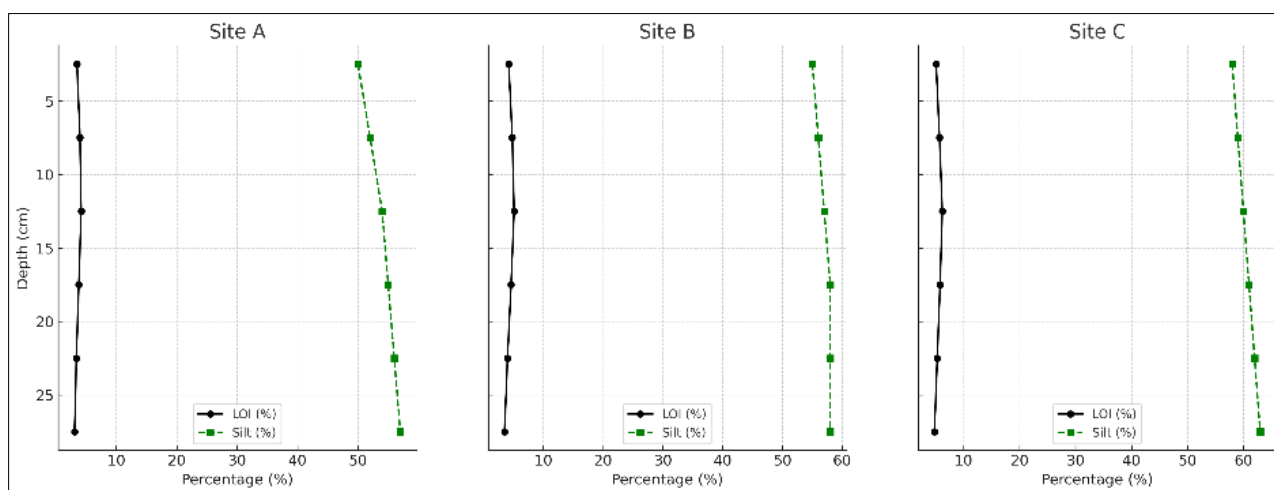 Site A
Site B
Site C
Depth (cm)
5
10
15
20
25
LOI (%)
Silt (%)
LOI (%)
Silt (%)
LOI (%)
Silt (%)
10 20 30 40 50
10 20 30 40 50 60
10 20 30 40 50 60
Percentage (%)
Percentage (%)
Percentage (%)